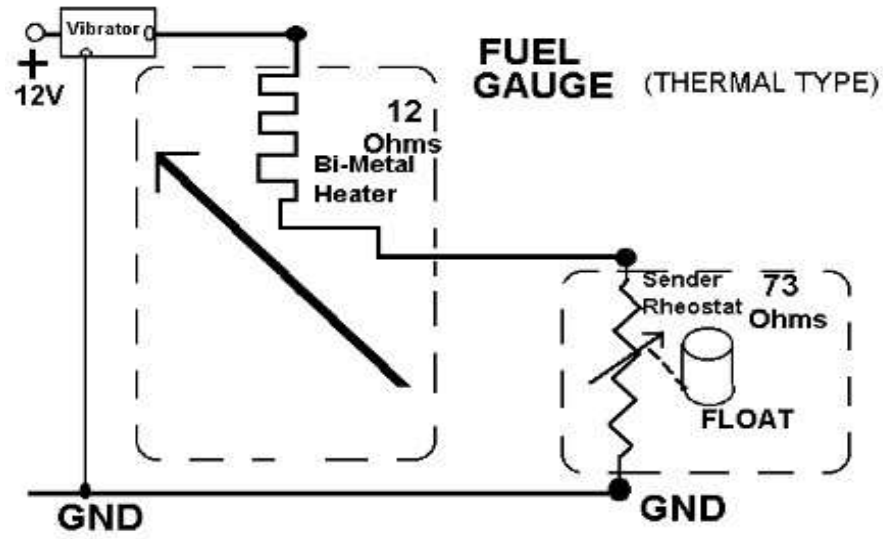 Vibrator
+
12V
FUEL
GAUGE (THERMAL TYPE)
12
Ohms
Bi-Metal
Heater
Sender
Rheostat
73
Ohms
FLOAT
GND
GND